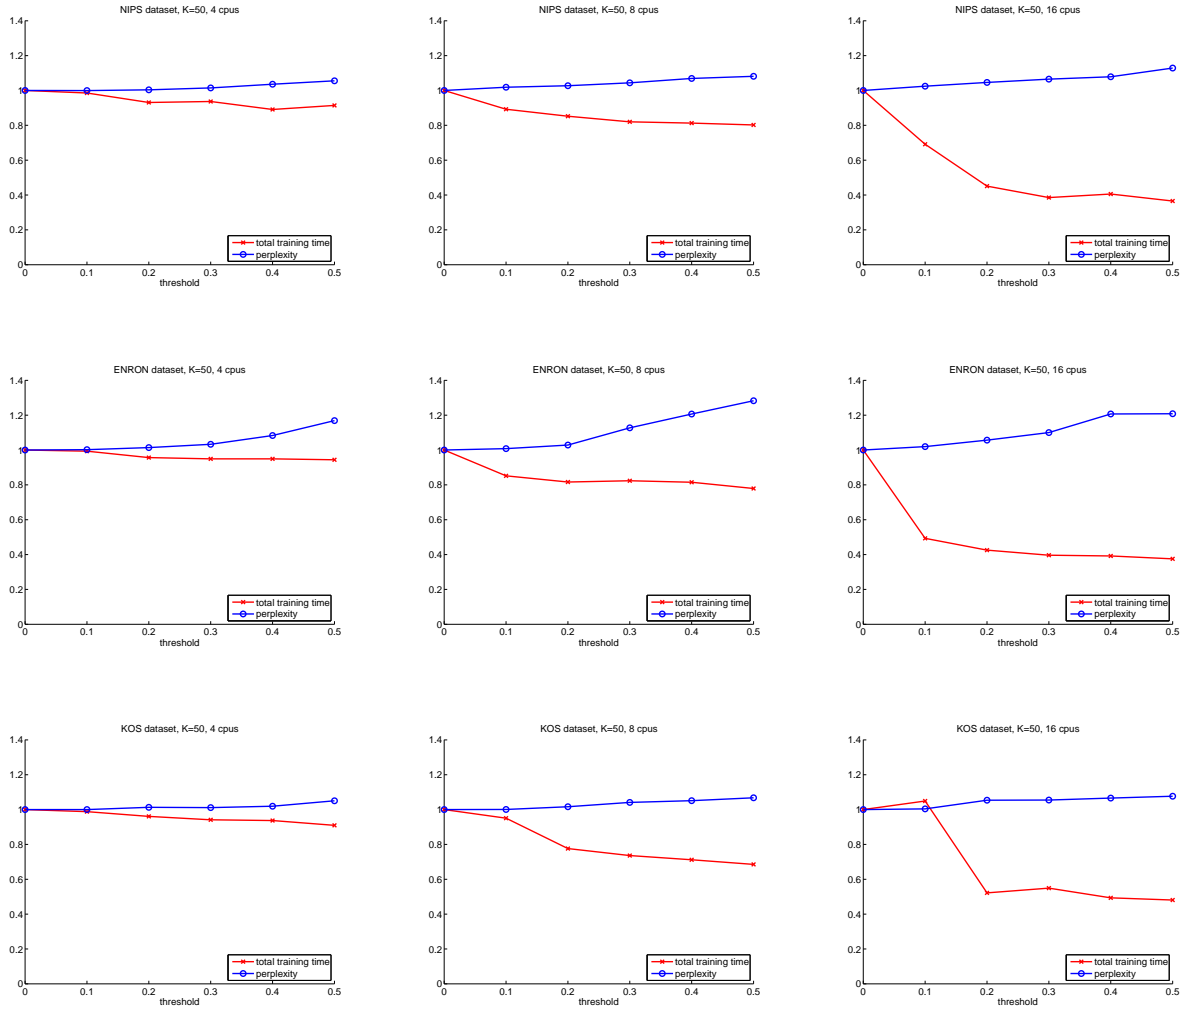 NIPS dataset, K=50, 4 cpus
1.4
1.2
1
0.8
0.6
0.4
0.2
0
0 0.1 0.2 0.3 0.4 0.5
threshold
total training time
perplexity
NIPS dataset, K=50, 8 cpus
1.4
1.2
1
0.8
0.6
0.4
0.2
0
0 0.1 0.2 0.3 0.4 0.5
threshold
total training time
perplexity
NIPS dataset, K=50, 16 cpus
1.4
1.2
1
0.8
0.6
0.4
0.2
0
0 0.1 0.2 0.3 0.4 0.5
threshold
total training time
perplexity
ENRON dataset, K=50, 4 cpus
1.4
1.2
1
0.8
0.6
0.4
0.2
0
0 0.1 0.2 0.3 0.4 0.5
threshold
total training time
perplexity
ENRON dataset, K=50, 8 cpus
1.4
1.2
1
0.8
0.6
0.4
0.2
0
0 0.1 0.2 0.3 0.4 0.5
threshold
total training time
perplexity
ENRON dataset, K=50, 16 cpus
1.4
1.2
1
0.8
0.6
0.4
0.2
0
0 0.1 0.2 0.3 0.4 0.5
threshold
total training time
perplexity
KOS dataset, K=50, 4 cpus
1.4
1.2
1
0.8
0.6
0.4
0.2
0
0 0.1 0.2 0.3 0.4 0.5
threshold
total training time
perplexity
KOS dataset, K=50, 8 cpus
1.4
1.2
1
0.8
0.6
0.4
0.2
0
0 0.1 0.2 0.3 0.4 0.5
threshold
total training time
perplexity
KOS dataset, K=50, 16 cpus
1.4
1.2
1
0.8
0.6
0.4
0.2
0
0 0.1 0.2 0.3 0.4 0.5
threshold
total training time
perplexity